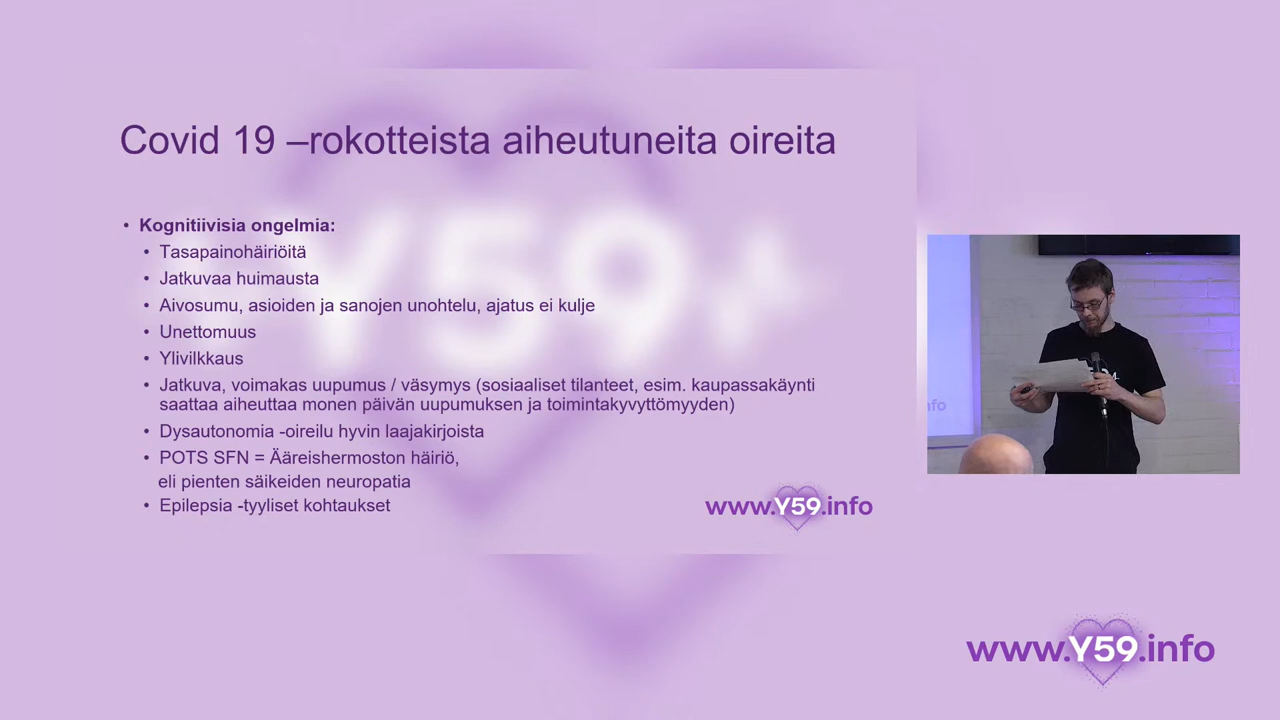 Covid 19 –rokotteista aiheutuneita oireita
• Kognitiivisia ongelmia:
• Tasapainohäiriöitä
• Jatkuvaa huimausta
• Aivosumu, asioiden ja sanojen unohtelu, ajatus ei kulje
• Unettomuus
• Ylivilkkaus
• Jatkuva, voimakas uupumus / väsymys (sosiaaliset tilanteet, esim. kaupassakäynti
saattaa aiheuttaa monen päivän uupumuksen ja toimintakyvyttömyyden)
• Dysautonomia -oireilu hyvin laajakirjoista
• POTS SFN = Ääreishermoston häiriö,
eli pienten säikeiden neuropatia
• Epilepsia -tyyliset kohtaukset
www.Y59.info
nfo
www.Y59.info